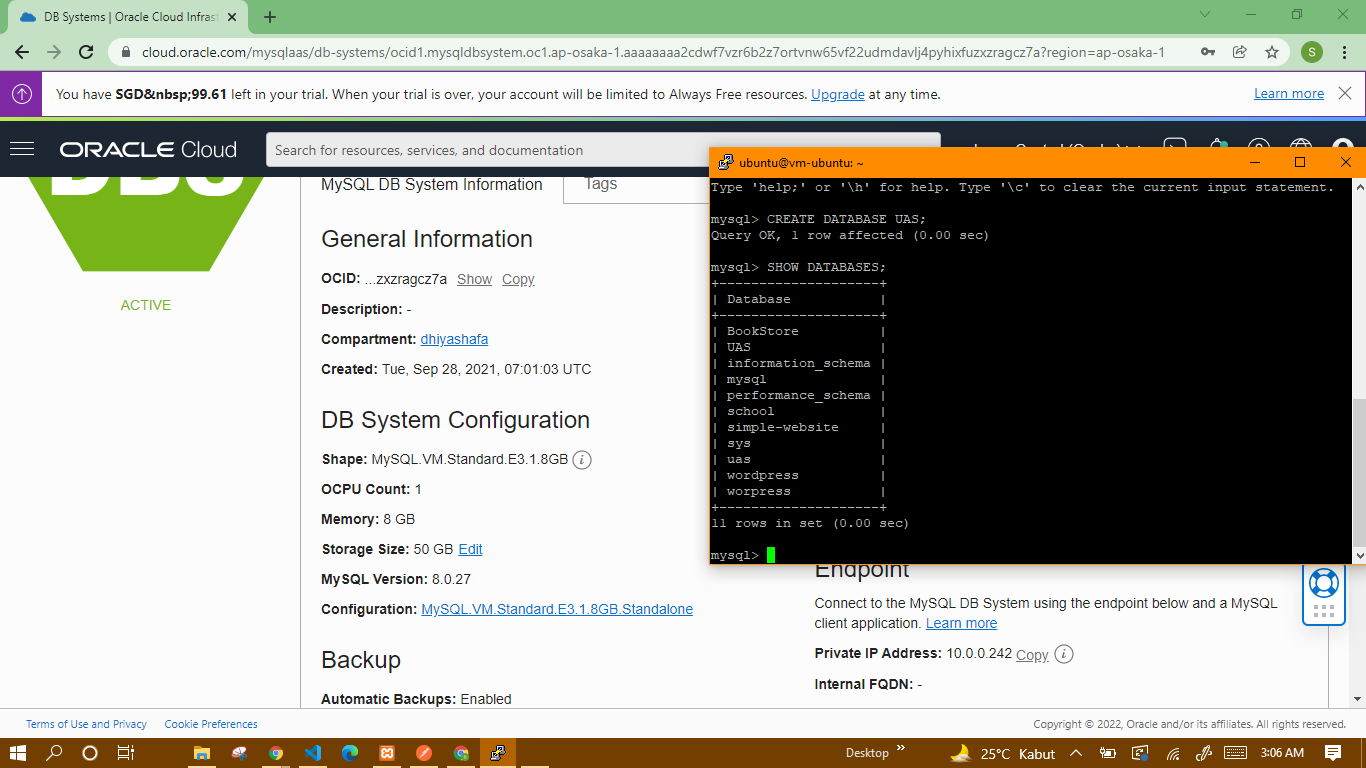 DB Systems | Oracle Cloud Infrast
cloud.oracle.com/mysqlaas/db-systems/ocid1.mysqldbsystem.oc1.ap-osaka-1.aaaaaaaa2cdwf7vzr6b2z7ortvnw65vf22udmdavlj4pyhixfuzxzragcz7a?region=ap-osaka-1
S
You have SGD&nbsp;99.61 left in your trial. When your trial is over, your account will be limited to Always Free resources. Upgrade at any time.
Learn more
ORACLE Cloud
Search for resources, services, and documentation
DBS
ACTIVE
MySQL DB System Information
Tags
General Information
OCID: ...zxzragcz7a Show Copy
Description: -
Compartment: dhiyashafa
Created: Tue, Sep 28, 2021, 07:01:03 UTC
DB System Configuration
Shape: MySQL.VM.Standard.E3.1.8GB
OCPU Count: 1
Memory: 8 GB
Storage Size: 50 GB Edit
MySQL Version: 8.0.27
Configuration: MySQL.VM.Standard.E3.1.8GB.Standalone
Backup
Automatic Backups: Enabled
ubuntu@vm-ubuntu: ~
Type 'help;' or '\h' for help. Type '\c' to clear the current input statement.
mysql> CREATE DATABASE UAS;
Query OK, 1 row affected (0.00 sec)
mysql> SHOW DATABASES;
+--------------------+
| Database           |
+--------------------+
| BookStore          |
| UAS                |
| information_schema |
| mysql              |
| performance_schema |
| school             |
| simple-website     |
| sys                |
| uas                |
| wordpress          |
| worpress           |
+--------------------+
11 rows in set (0.00 sec)
mysql>
Endpoint
Connect to the MySQL DB System using the endpoint below and a MySQL
client application. Learn more
Private IP Address: 10.0.0.242 Copy
Internal FQDN: -
Terms of Use and Privacy
Cookie Preferences
Copyright © 2022, Oracle and/or its affiliates. All rights reserved.
Desktop
25°C Kabut
3:06 AM